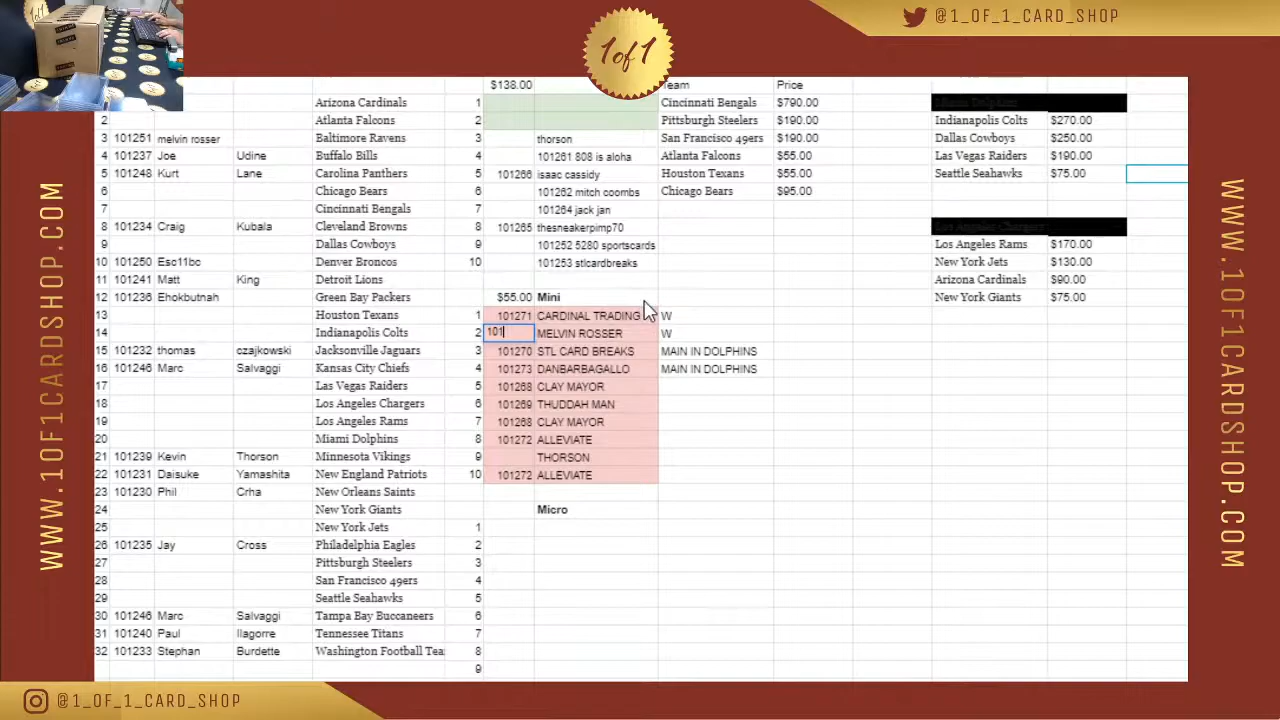 1of1
@1_OF_1_CARD_SHOP
WWW.1OF1CARDSHOP.COM
$138.00 Team Price
Arizona Cardinals 1 Cincinnati Bengals $790.00 Miami Dolphins
2 Atlanta Falcons 2 Pittsburgh Steelers $190.00 Indianapolis Colts $270.00
3 101251 melvin rosser Baltimore Ravens 3 thorson San Francisco 49ers $190.00 Dallas Cowboys $250.00
4 101237 Joe Udine Buffalo Bills 4 101261 808 is aloha Atlanta Falcons $55.00 Las Vegas Raiders $190.00
5 101248 Kurt Lane Carolina Panthers 5 101266 isaac cassidy Houston Texans $55.00 Seattle Seahawks $75.00
6 Chicago Bears 6 101262 mitch coombs Chicago Bears $95.00
7 Cincinnati Bengals 7 101264 jack jan
8 101234 Craig Kubala Cleveland Browns 8 101265 thesneakerpimp70 Los Angeles Chargers
9 Dallas Cowboys 9 101252 5280 sportscards Los Angeles Rams $170.00
10 101250 Esc11bc Denver Broncos 10 101253 stlcardbreaks New York Jets $130.00
11 101241 Matt King Detroit Lions Arizona Cardinals $90.00
12 101236 Ehokbutnah Green Bay Packers $55.00 Mini New York Giants $75.00
13 Houston Texans 1 101271 CARDINAL TRADING W
14 Indianapolis Colts 2 101 MELVIN ROSSER W
15 101232 thomas czajkowski Jacksonville Jaguars 3 101270 STL CARD BREAKS MAIN IN DOLPHINS
16 101246 Marc Salvaggi Kansas City Chiefs 4 101273 DANBARBAGALLO MAIN IN DOLPHINS
17 Las Vegas Raiders 5 101268 CLAY MAYOR
18 Los Angeles Chargers 6 101269 THUDDAH MAN
19 Los Angeles Rams 7 101268 CLAY MAYOR
20 Miami Dolphins 8 101272 ALLEVIATE
21 101239 Kevin Thorson Minnesota Vikings 9 THORSON
22 101231 Daisuke Yamashita New England Patriots 10 101272 ALLEVIATE
23 101230 Phil Crha New Orleans Saints
24 New York Giants Micro
25 New York Jets 1
26 101235 Jay Cross Philadelphia Eagles 2
27 Pittsburgh Steelers 3
28 San Francisco 49ers 4
29 Seattle Seahawks 5
30 101246 Marc Salvaggi Tampa Bay Buccaneers 6
31 101240 Paul Ilagorre Tennessee Titans 7
32 101233 Stephan Burdette Washington Football Tea 8
9
WWW.1OF1CARDSHOP.COM
@1_OF_1_CARD_SHOP